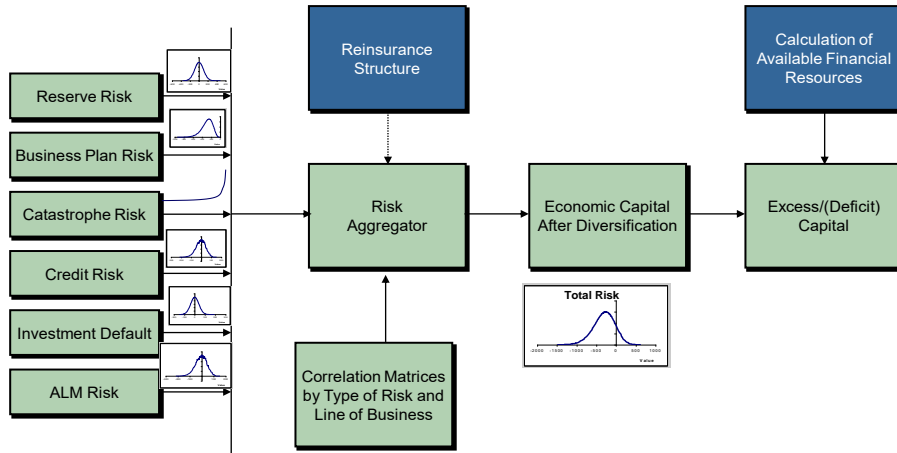 Reinsurance
Structure
Calculation of
Available Financial
Resources
Reserve Risk
Business Plan Risk
Catastrophe Risk
Credit Risk
Investment Default
ALM Risk
Risk
Aggregator
Economic Capital
After Diversification
Excess/(Deficit)
Capital
Total Risk
-2000 -1500 -1000 -500 0 500 1000
Value
Correlation Matrices
by Type of Risk and
Line of Business